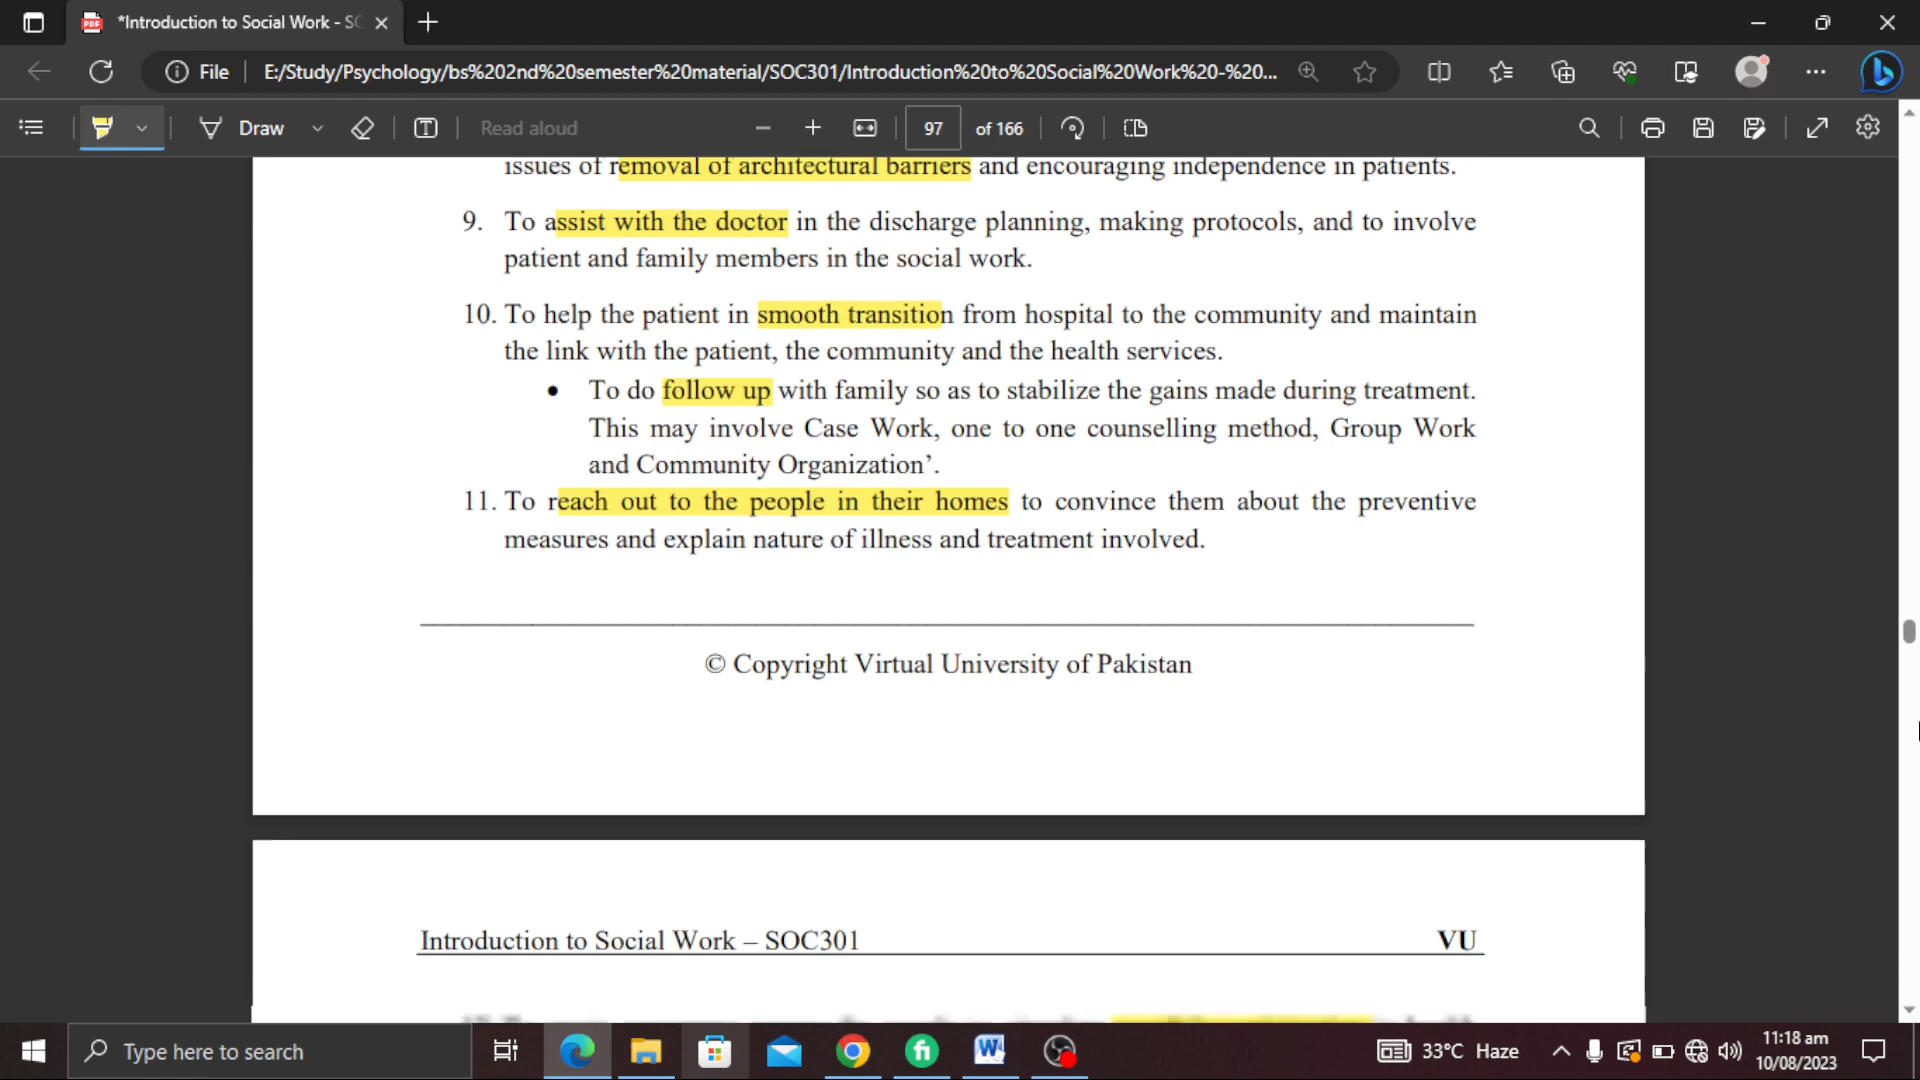 *Introduction to Social Work - SC
File
E:/Study/Psychology/bs%202nd%20semester%20material/SOC301/Introduction%20to%20Social%20Work%20-%20...
Draw
Read aloud
97
of 166
issues of removal of architectural barriers and encouraging independence in patients.
9. To assist with the doctor in the discharge planning, making protocols, and to involve
patient and family members in the social work.
10. To help the patient in smooth transition from hospital to the community and maintain
the link with the patient, the community and the health services.
• To do follow up with family so as to stabilize the gains made during treatment.
This may involve Case Work, one to one counselling method, Group Work
and Community Organization’.
11. To reach out to the people in their homes to convince them about the preventive
measures and explain nature of illness and treatment involved.
© Copyright Virtual University of Pakistan
Introduction to Social Work – SOC301 VU
Type here to search
33°C Haze
11:18 am
10/08/2023